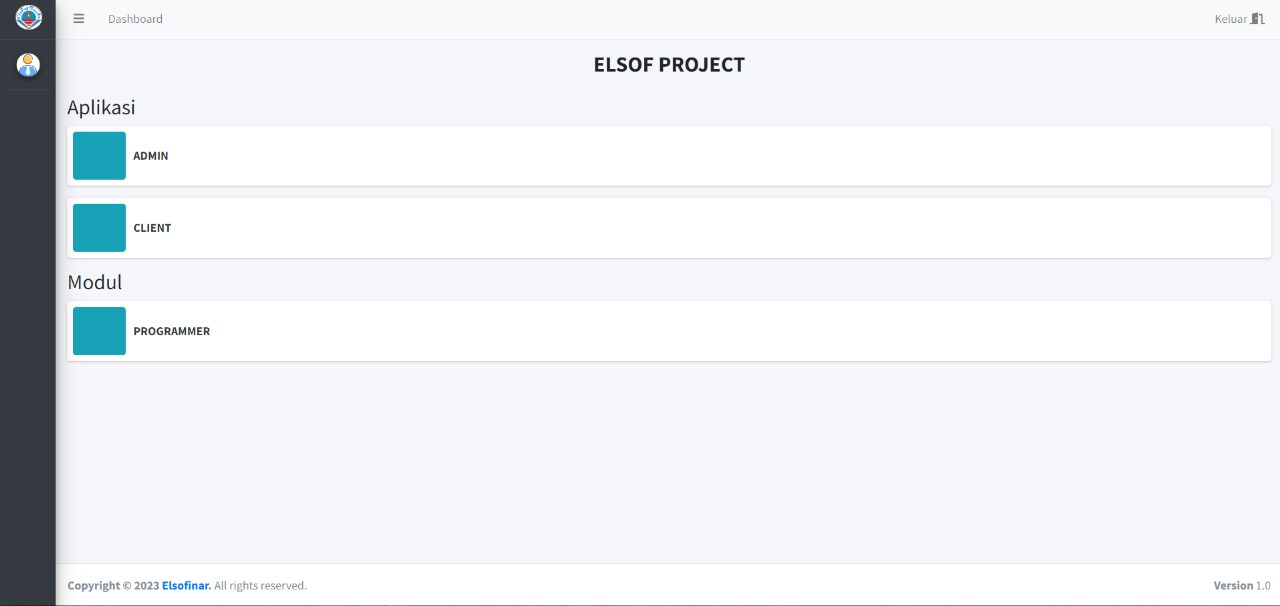 Dashboard
Keluar
ELSOF PROJECT
Aplikasi
ADMIN
CLIENT
Modul
PROGRAMMER
Copyright © 2023 Elsofinar. All rights reserved.
Version 1.0